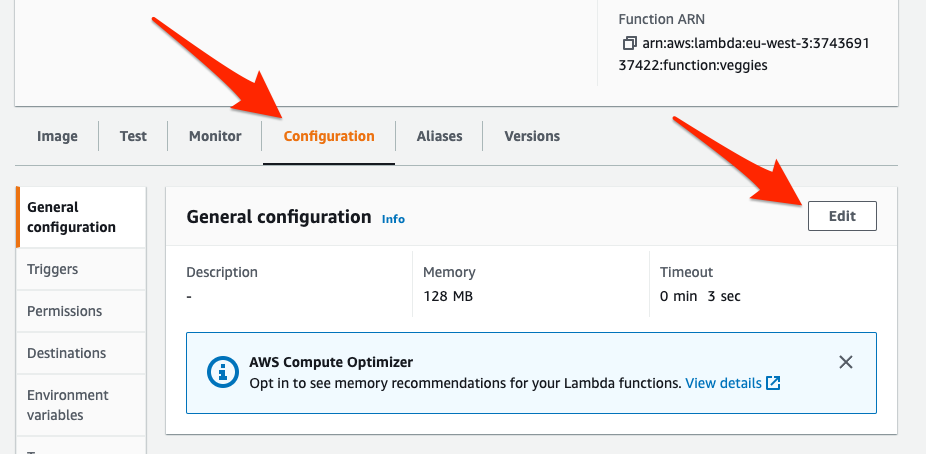 Function ARN
arn:aws:lambda:eu-west-3:3743691
37422:function:veggies
Image
Test
Monitor
Configuration
Aliases
Versions
General
configuration
Triggers
Permissions
Destinations
Environment
variables
General configuration Info
Edit
Description
-
Memory
128 MB
Timeout
0 min 3 sec
AWS Compute Optimizer
Opt in to see memory recommendations for your Lambda functions. View details